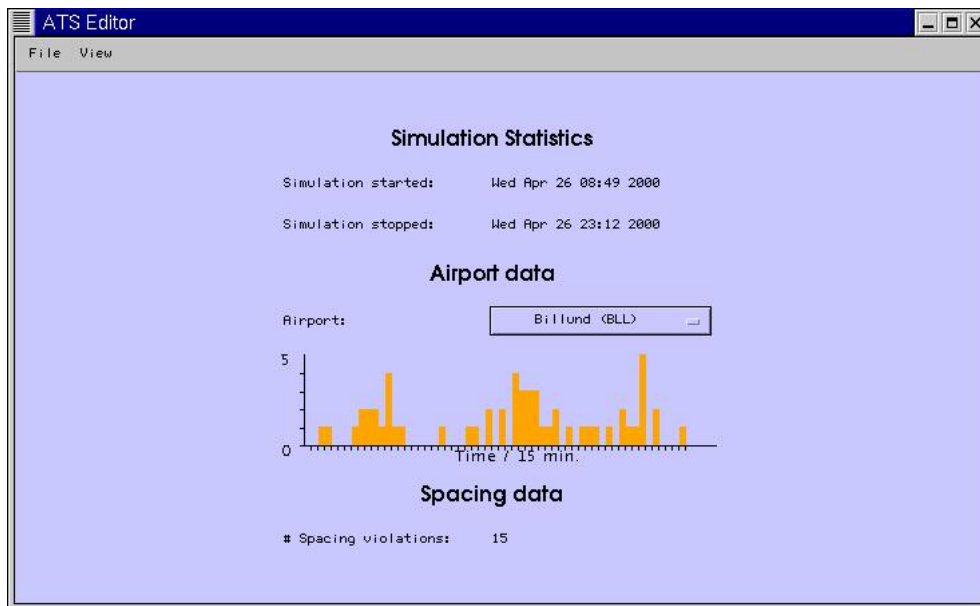 ATS Editor
File View
Simulation Statistics
Simulation started: Wed Apr 26 08:49 2000
Simulation stopped: Wed Apr 26 23:12 2000
Airport data
Airport: Billund (BLL)
5
0
Time / 15 min.
Spacing data
# Spacing violations: 15